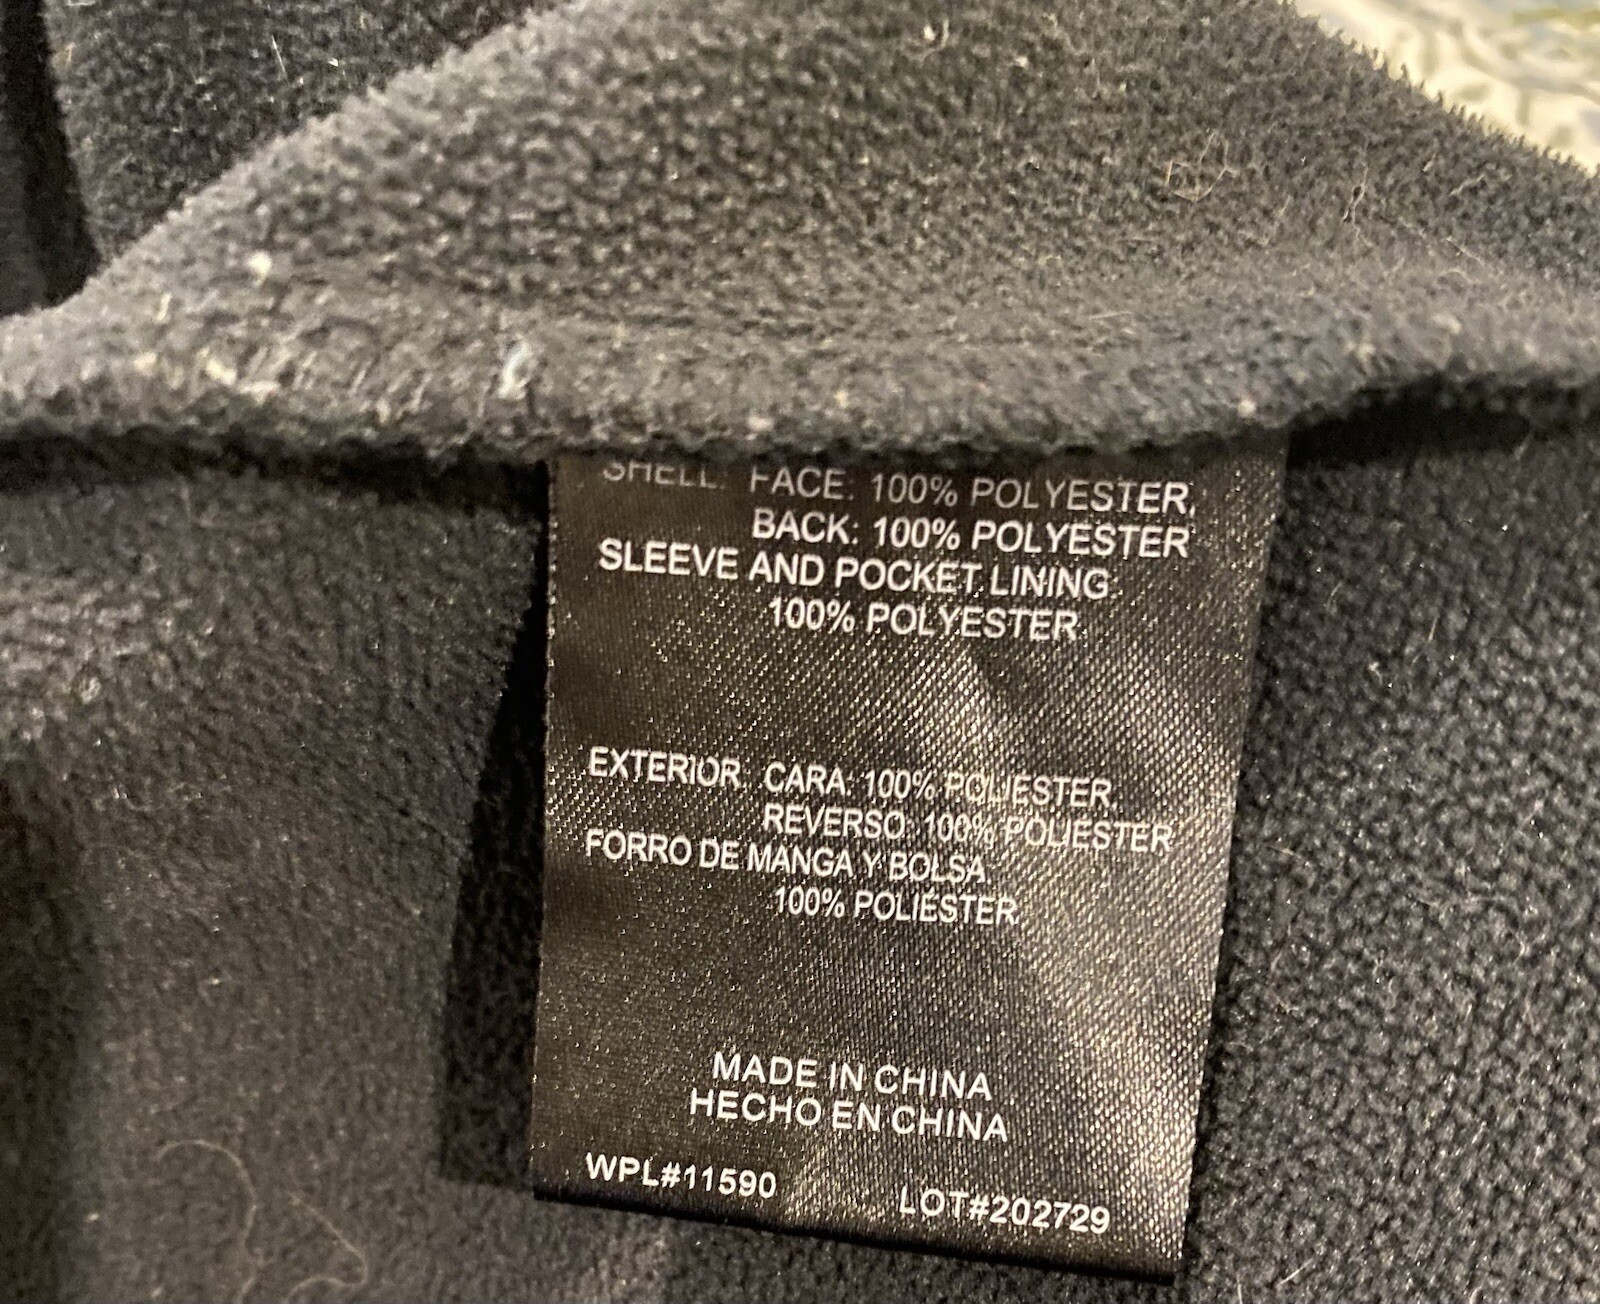 SHELL: FACE: 100% POLYESTER,
BACK: 100% POLYESTER
SLEEVE AND POCKET LINING:
100% POLYESTER
EXTERIOR: CARA: 100% POLIÉSTER,
REVERSO: 100% POLIÉSTER
FORRO DE MANGA Y BOLSA:
100% POLIÉSTER
MADE IN CHINA
HECHO EN CHINA
WPL#11590 LOT#202729